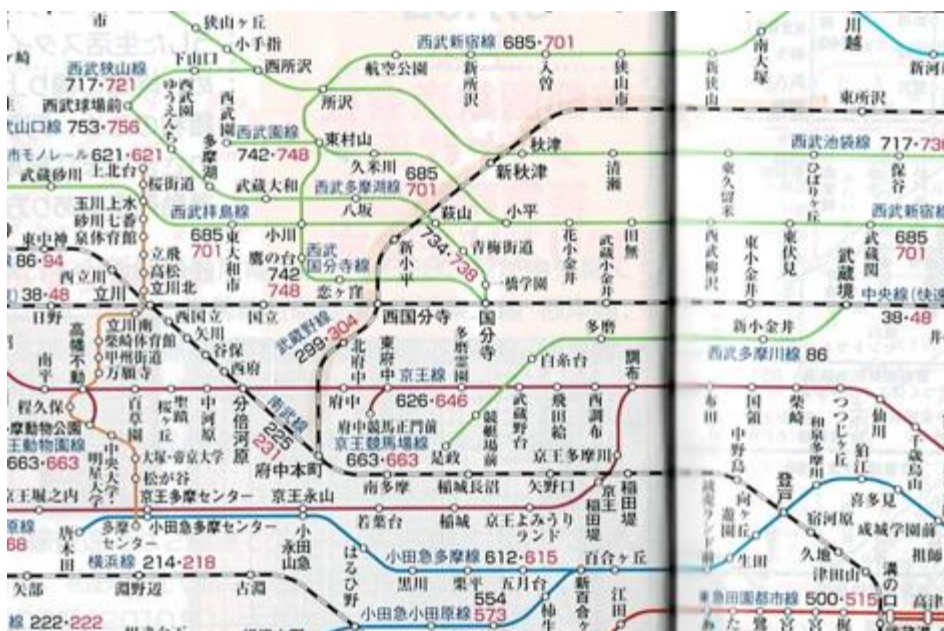 市
狭山ヶ丘
小手指
下山口
西所沢
西武狭山線
717・721
西武球場前
西武園
ゆうえんち
西武園
多摩湖
武山口線 753・756
西武園線
742・748
所沢
東村山
航空公園
西武新宿線 685・701
新所沢
入曽
狭山市
新狭山
南大塚
川越
新河
東所沢
秋津
新秋津
清瀬
東久留米
ひばりヶ丘
西武池袋線
保谷
市モノレール 621・621
上北台
桜街道
武蔵砂川
玉川上水
砂川七番
泉体育館
立飛
高松
立川北
武蔵大和
西武多摩湖線
685
701
久米川
八坂
萩山
小平
734・738
青梅街道
一橋学園
西武拝島線
685
701
東大和市
小川
鷹の台
742
748
西武
国分寺線
恋ヶ窪
新小平
花小金井
武蔵小金井
田無
西武柳沢
東小金井
東伏見
武蔵境
武蔵関
西武新宿線
685
701
東中神
86・94
西立川
立川
38・48
日野
西国立
国立
西国分寺
国分寺
中央線(快速
38・48
新小金井
西武多摩川線 86
立川南
柴崎体育館
甲州街道
万願寺
高幡不動
矢川
谷保
西府
武蔵野線
299・304
北府中
東府中
多磨霊園
多磨
白糸台
調布
京王線
626・646
府中
府中競馬正門前
京王競馬場線
663・663
是政
競艇場前
武蔵野台
飛田給
西調布
布田
国領
柴崎
つつじヶ丘
仙川
千歳烏山
南平
程久保
摩動物公園
王動物園線
663・663
百草園
聖蹟
桜ヶ丘
中河原
分倍河原
南武線
225
231
府中本町
中央大学・
明星大学
大塚・帝京大学
松が谷
南多摩
稲城長沼
矢野口
京王多摩川
京王
稲田堤
稲田堤
中野島
和泉多摩川
狛江
喜多見
成城学園前
祖師
登戸
向ヶ丘
遊園
生田
宿河原
久地
津田山
溝の口
京王堀之内
京王多摩センター
京王永山
若葉台
稲城
京王よみうり
ランド
唐木田
多摩
センター
小田急多摩センター
小田急
永山
はるひ野
小田急多摩線 612・615
黒川
栗平
五月台
百合ヶ丘
横浜線 214・218
矢部
淵野辺
古淵
554
573
小田急小田原線
柿生
新百合ヶ
江田
東急田園都市線 500・515
高津
222・222